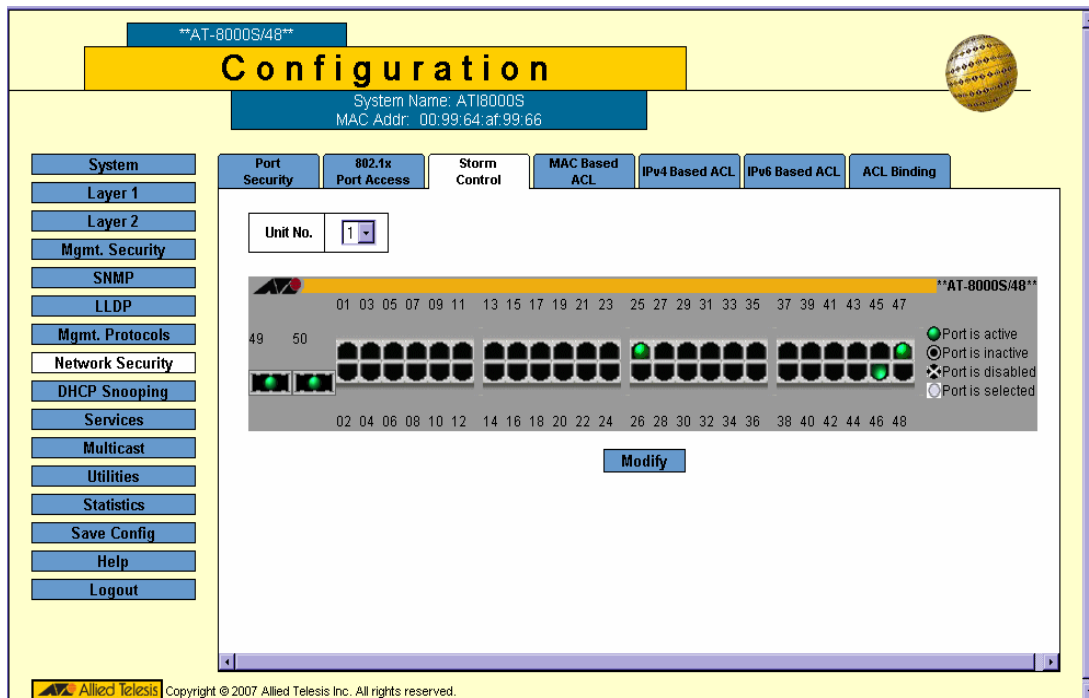 **AT-8000S/48**
Configuration
System Name: ATI8000S
MAC Addr: 00:99:64:af:99:66
System
Layer 1
Layer 2
Mgmt. Security
SNMP
LLDP
Mgmt. Protocols
Network Security
DHCP Snooping
Services
Multicast
Utilities
Statistics
Save Config
Help
Logout
Port Security
802.1x Port Access
Storm Control
MAC Based ACL
IPv4 Based ACL
IPv6 Based ACL
ACL Binding
Unit No. 1
**AT-8000S/48**
01 03 05 07 09 11 13 15 17 19 21 23 25 27 29 31 33 35 37 39 41 43 45 47
49 50
Port is active
Port is inactive
Port is disabled
Port is selected
02 04 06 08 10 12 14 16 18 20 22 24 26 28 30 32 34 36 38 40 42 44 46 48
Modify
Allied Telesis Copyright © 2007 Allied Telesis Inc. All rights reserved.